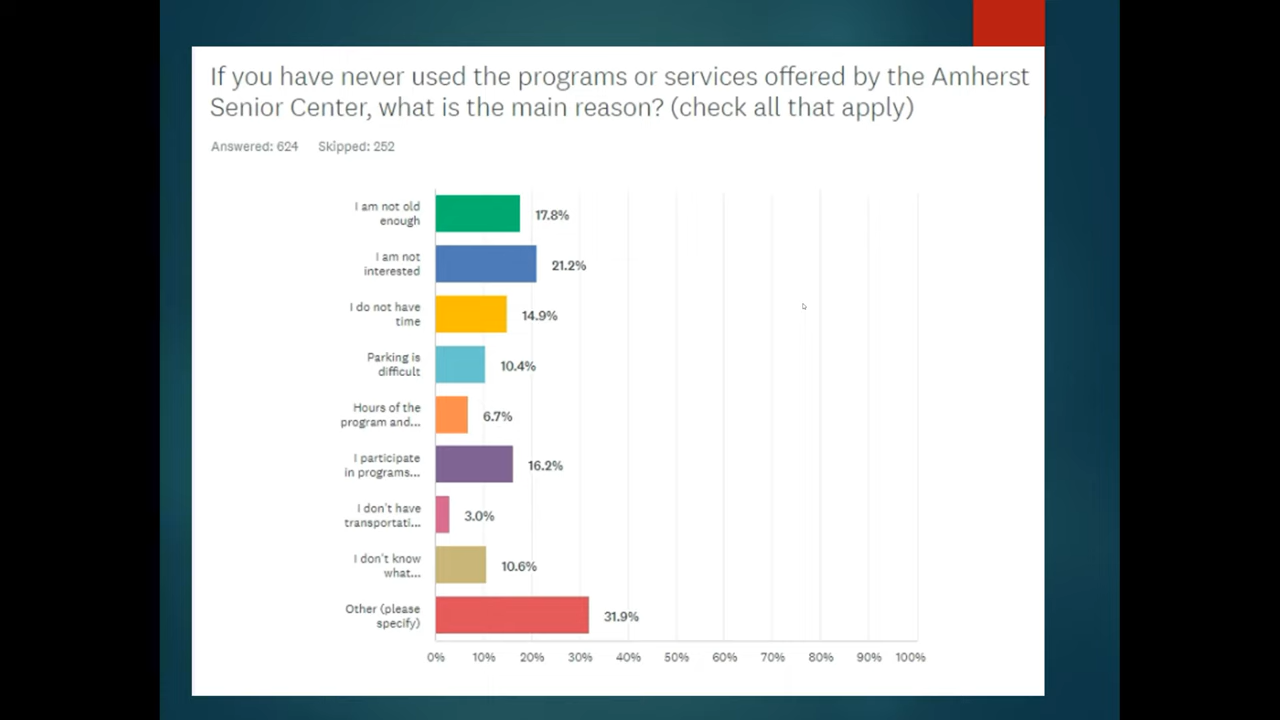 If you have never used the programs or services offered by the Amherst
Senior Center, what is the main reason? (check all that apply)
Answered: 624 Skipped: 252
I am not old
enough
17.8%
I am not
interested
21.2%
I do not have
time
14.9%
Parking is
difficult
10.4%
Hours of the
program and...
6.7%
I participate
in programs...
16.2%
I don't have
transportati...
3.0%
I don't know
what...
10.6%
Other (please
specify)
31.9%
0% 10% 20% 30% 40% 50% 60% 70% 80% 90% 100%